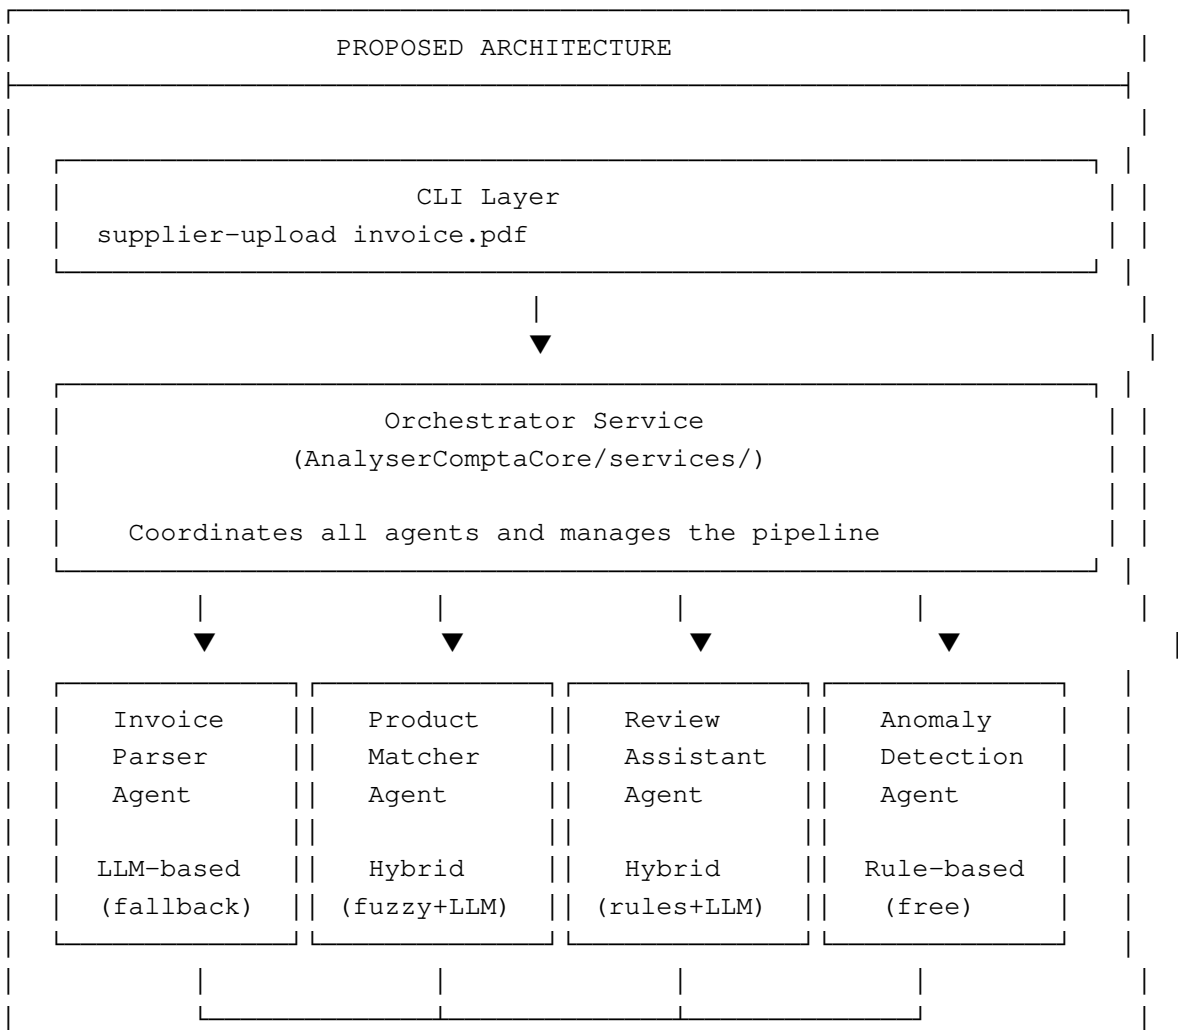 PROPOSED ARCHITECTURE
CLI Layer
supplier-upload invoice.pdf
Orchestrator Service
(AnalyserComptaCore/services/)
Coordinates all agents and manages the pipeline
Invoice Product Review Anomaly
Parser Matcher Assistant Detection
Agent Agent Agent Agent
LLM-based Hybrid Hybrid Rule-based
(fallback) (fuzzy+LLM) (rules+LLM) (free)